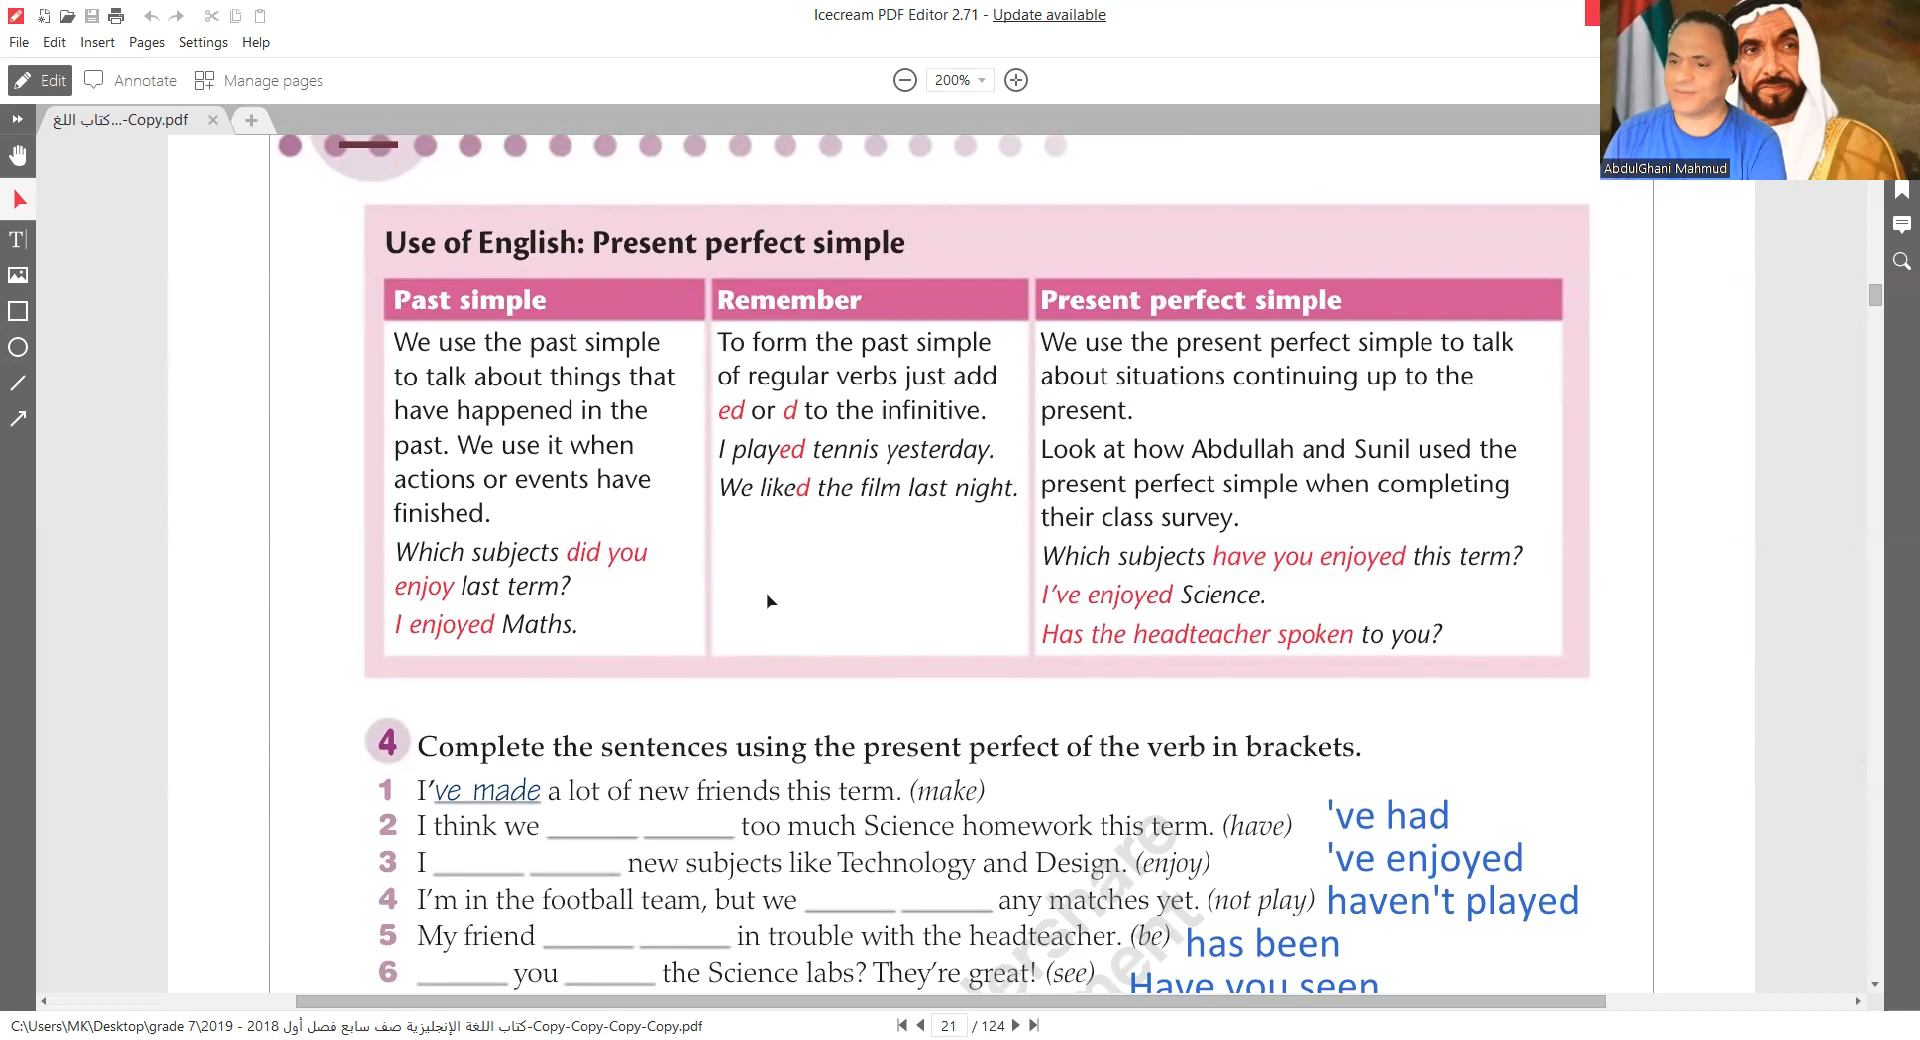 Icecream PDF Editor 2.71 - Update available
File Edit Insert Pages Settings Help
Edit Annotate Manage pages
200%
AbdulGhani Mahmud
كتاب اللغ...-Copy.pdf
Use of English: Present perfect simple
Past simple
We use the past simple
to talk about things that
have happened in the
past. We use it when
actions or events have
finished.
Which subjects did you
enjoy last term?
I enjoyed Maths.
Remember
To form the past simple
of regular verbs just add
ed or d to the infinitive.
I played tennis yesterday.
We liked the film last night.
Present perfect simple
We use the present perfect simple to talk
about situations continuing up to the
present.
Look at how Abdullah and Sunil used the
present perfect simple when completing
their class survey.
Which subjects have you enjoyed this term?
I've enjoyed Science.
Has the headteacher spoken to you?
4 Complete the sentences using the present perfect of the verb in brackets.
1 I've made a lot of new friends this term. (make)
2 I think we ______ ______ too much Science homework this term. (have) 've had
3 I ______ ______ new subjects like Technology and Design. (enjoy) 've enjoyed
4 I'm in the football team, but we ______ ______ any matches yet. (not play) haven't played
5 My friend ______ ______ in trouble with the headteacher. (be) has been
6 ______ you ______ the Science labs? They're great! (see) Have you seen
C:\Users\MK\Desktop\grade 7\2019 - 2018 كتاب اللغة الإنجليزية صف سابع فصل أول-Copy-Copy-Copy-Copy.pdf
21 / 124